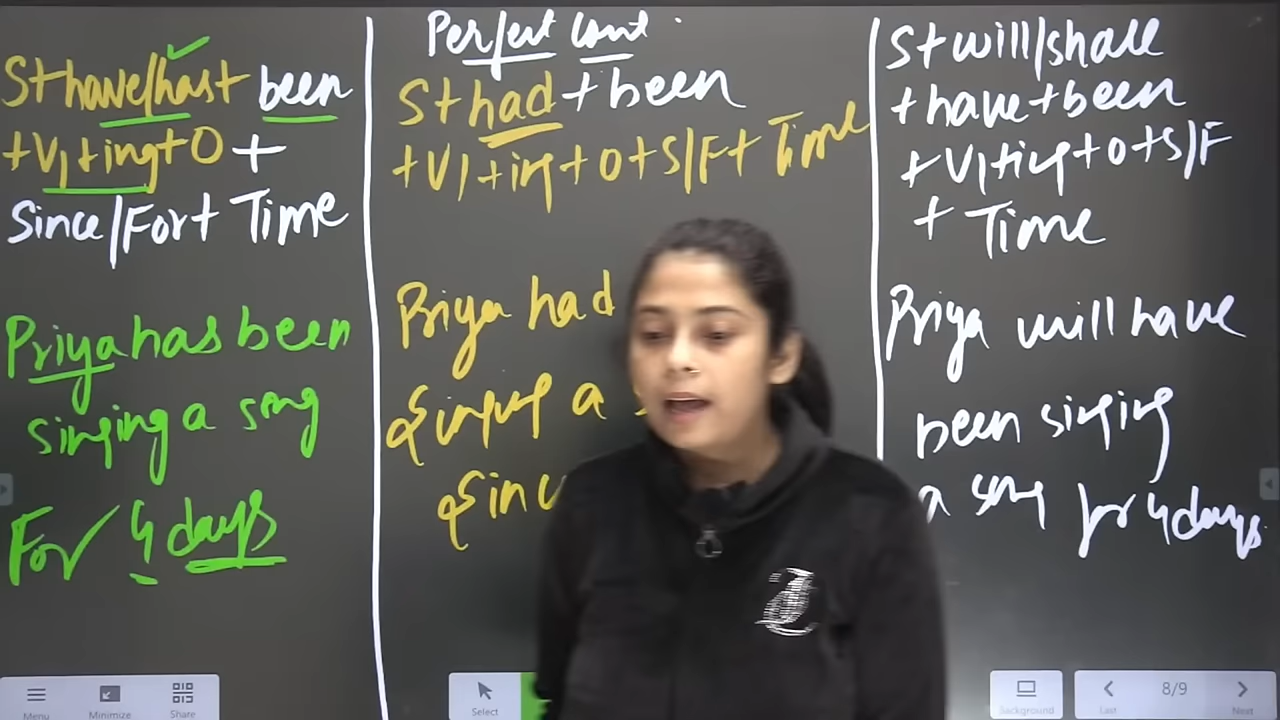 Perfect Cont.
S+have/has+ been
+V1+ing+O +
Since/For+ Time
Priya has been
singing a song
For 4 days
S+had+been
+V1+ing+O+S/F+ Time
Priya had
Singing a
S+will/shall
+have+been
+V1+ing+O+S/F
+ Time
Priya will have
been singing
a song for 4 days
Menu
Minimize
Share
Select
Background
Last
8/9
Next